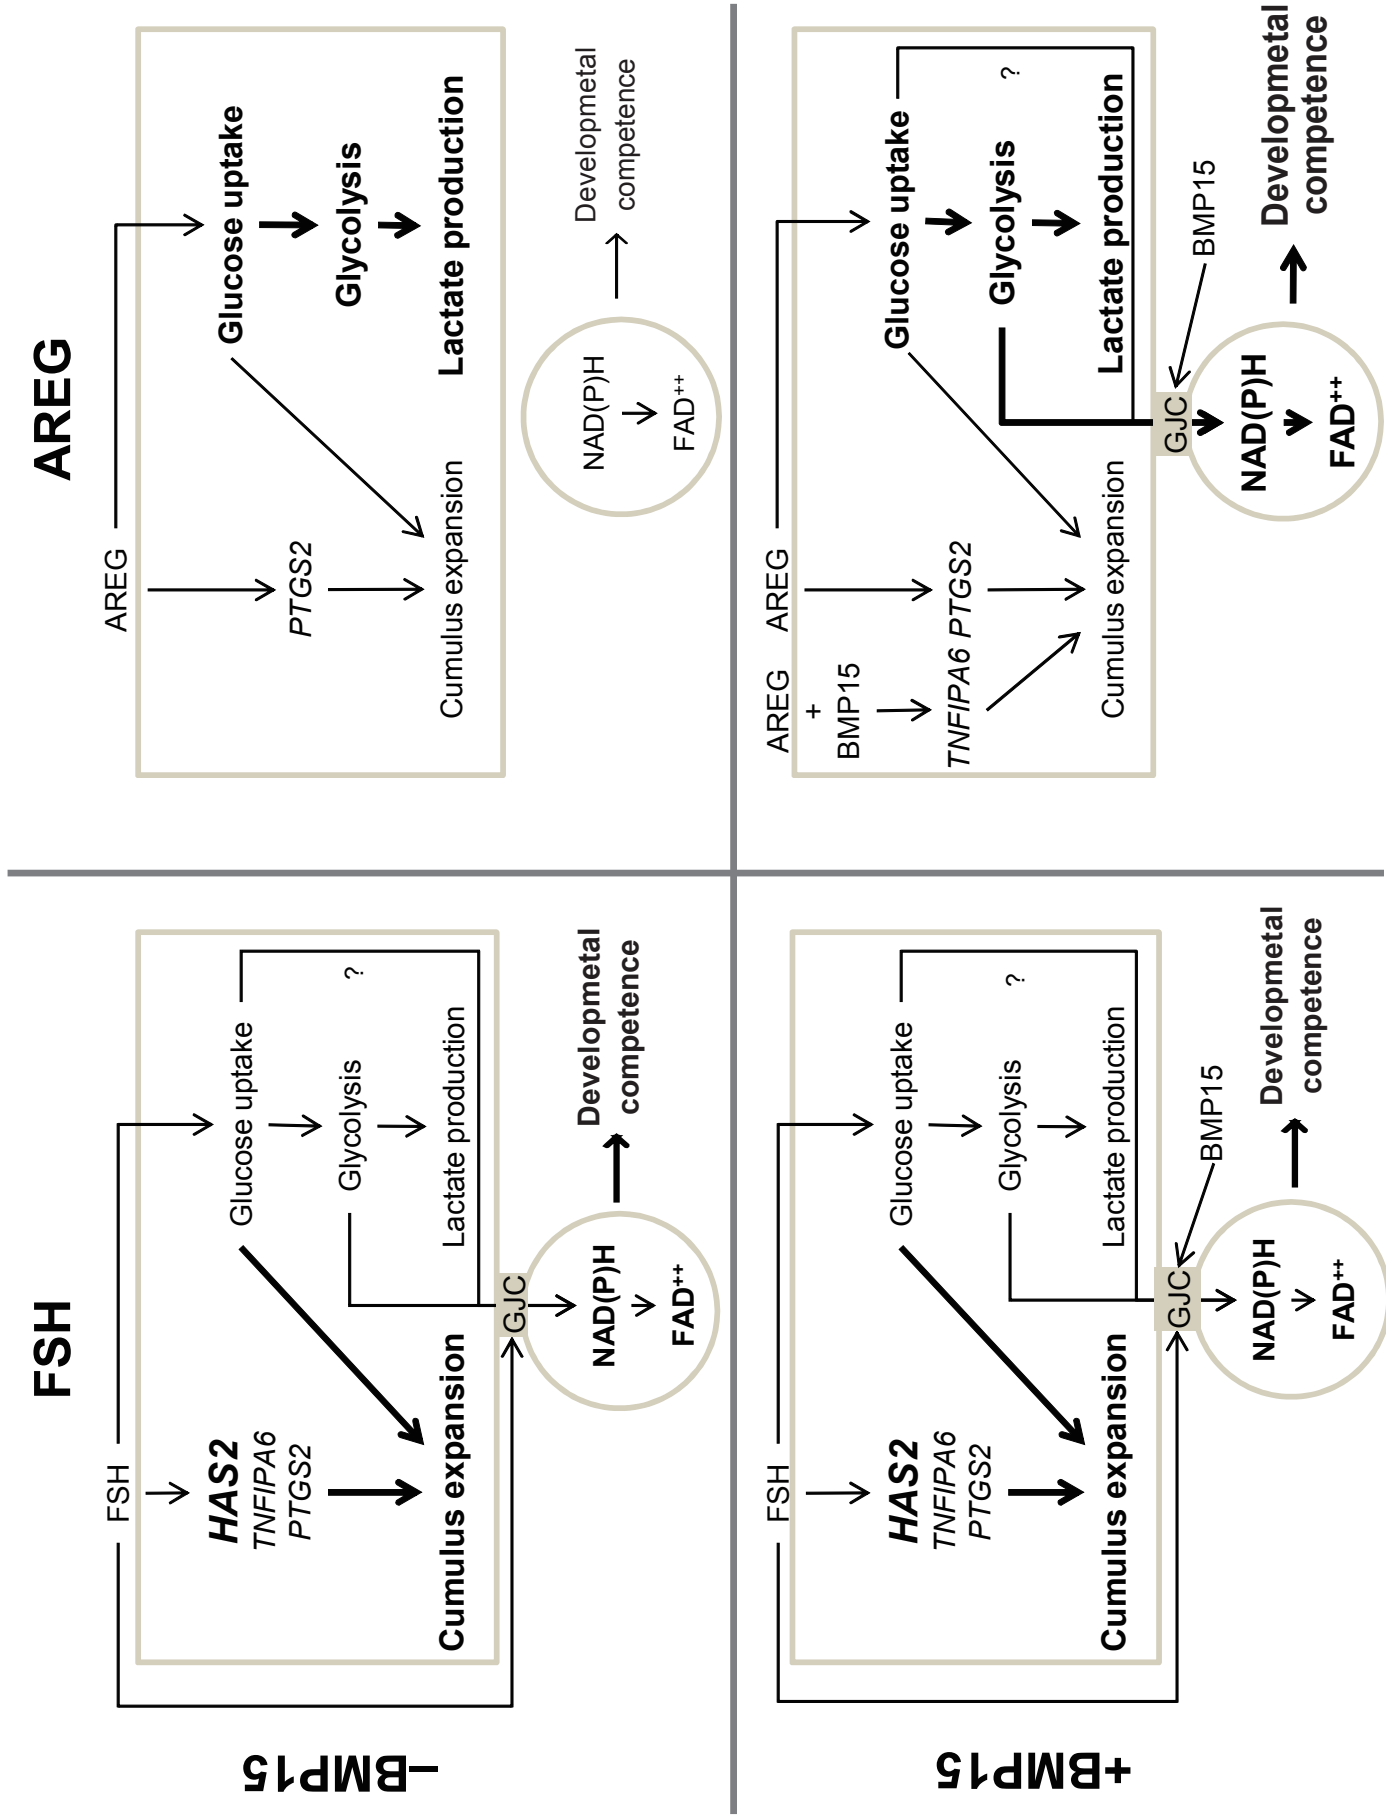 FSH
AREG
–BMP15
FSH
HAS2
TNFIPA6
PTGS2
Cumulus expansion
Glucose uptake
Glycolysis
Lactate production
?
GJC
NAD(P)H
FAD++
Developmetal
competence
AREG
PTGS2
Cumulus expansion
Glucose uptake
Glycolysis
Lactate production
NAD(P)H
FAD++
Developmetal
competence
+BMP15
FSH
HAS2
TNFIPA6
PTGS2
Cumulus expansion
Glucose uptake
Glycolysis
Lactate production
?
GJC
BMP15
NAD(P)H
FAD++
Developmetal
competence
AREG
+
BMP15
AREG
TNFIPA6 PTGS2
Cumulus expansion
Glucose uptake
Glycolysis
Lactate production
?
GJC
BMP15
NAD(P)H
FAD++
Developmetal
competence